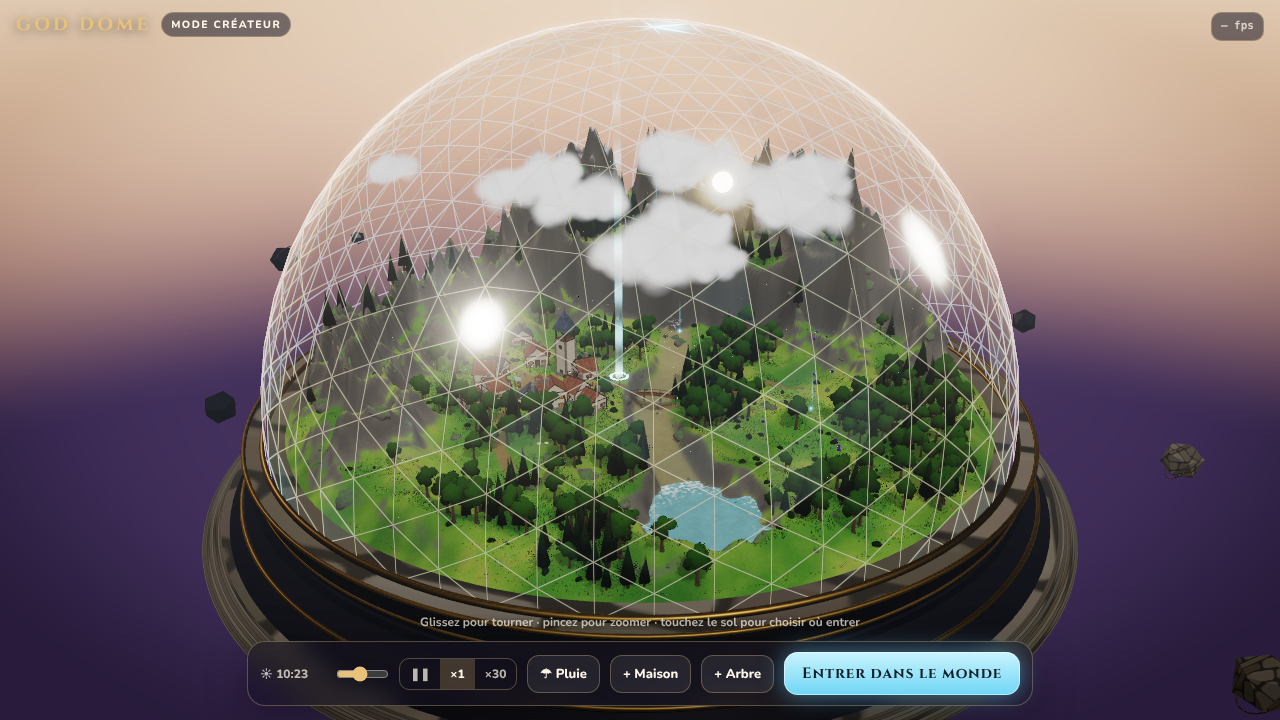 GOD DOME
MODE CRÉATEUR
— fps
Glissez pour tourner · pincez pour zoomer · touchez le sol pour choisir où entrer
☀ 10:23
❚❚ ×1 ×30
☂ Pluie
+ Maison
+ Arbre
Entrer dans le monde